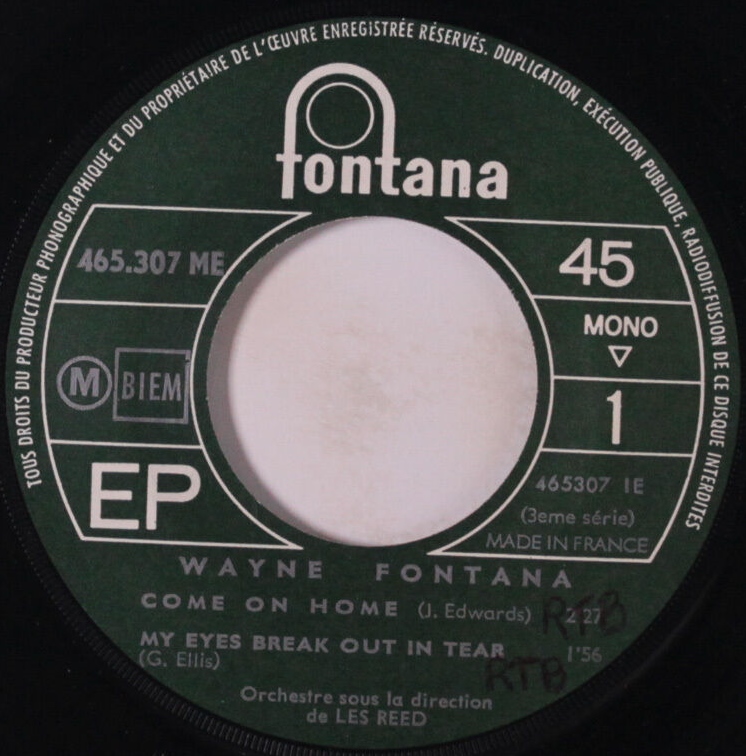 TOUS DROITS DU PRODUCTEUR PHONOGRAPHIQUE ET DU PROPRIÉTAIRE DE L'ŒUVRE ENREGISTRÉE RÉSERVÉS. DUPLICATION, EXÉCUTION PUBLIQUE, RADIODIFFUSION DE CE DISQUE INTERDITES
fontana
465.307 ME
45
MONO
M BIEM
1
EP
465307 1E
(3eme série)
MADE IN FRANCE
WAYNE FONTANA
COME ON HOME (J. Edwards) 2'27 RTB
MY EYES BREAK OUT IN TEAR 1'56
(G. Ellis) RTB
Orchestre sous la direction
de LES REED